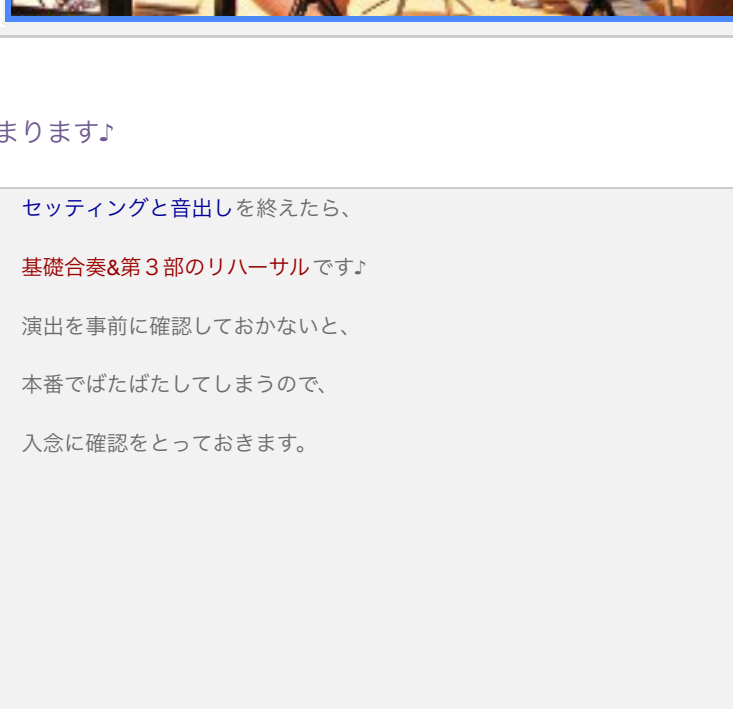 まります♪
セッティングと音出しを終えたら、
基礎合奏&第３部のリハーサルです♪
演出を事前に確認しておかないと、
本番でばたばたしてしまうので、
入念に確認をとっておきます。